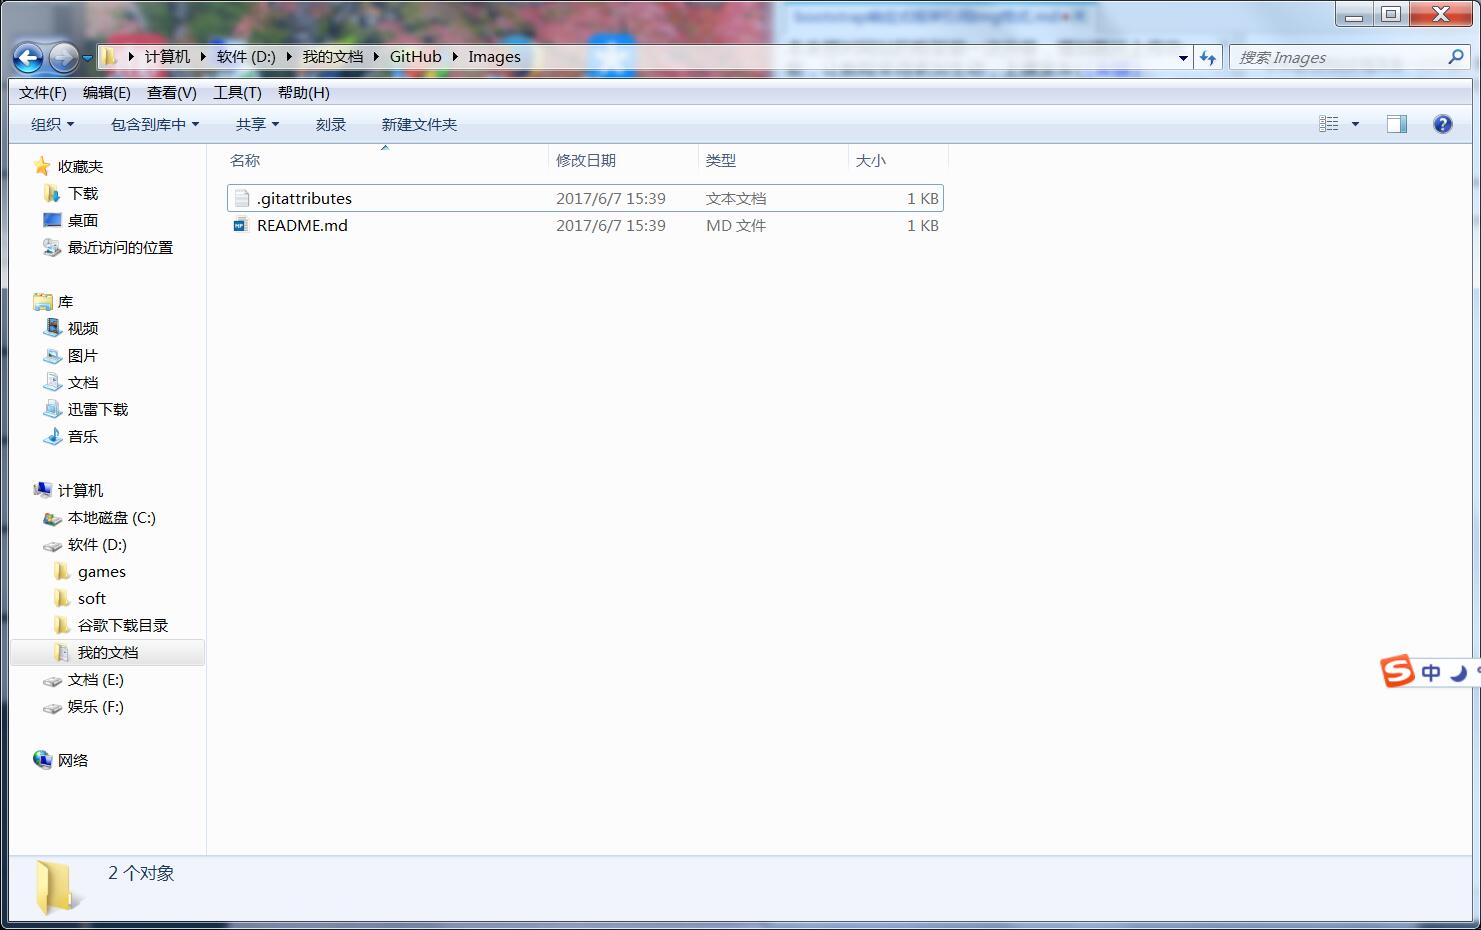 计算机 软件 (D:) 我的文档 GitHub Images
搜索 Images
文件(F) 编辑(E) 查看(V) 工具(T) 帮助(H)
组织 包含到库中 共享 刻录 新建文件夹
名称 修改日期 类型 大小
.gitattributes 2017/6/7 15:39 文本文档 1 KB
README.md 2017/6/7 15:39 MD 文件 1 KB
收藏夹
下载
桌面
最近访问的位置
库
视频
图片
文档
迅雷下载
音乐
计算机
本地磁盘 (C:)
软件 (D:)
games
soft
谷歌下载目录
我的文档
文档 (E:)
娱乐 (F:)
网络
中
2 个对象